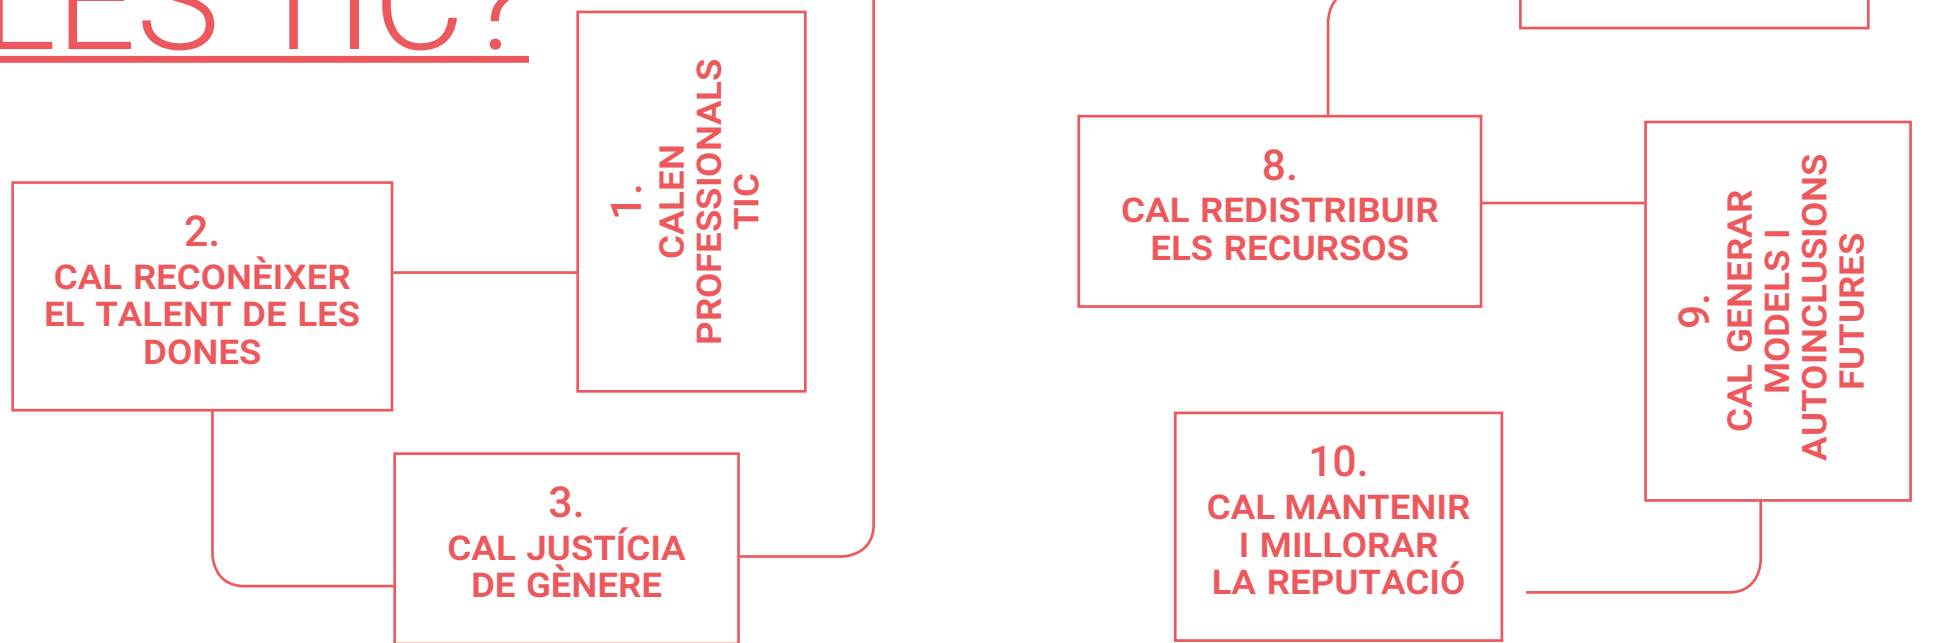 LES TIC?
1.
CALEN
PROFESSIONALS
TIC
2.
CAL RECONÈIXER
EL TALENT DE LES
DONES
3.
CAL JUSTÍCIA
DE GÈNERE
8.
CAL REDISTRIBUIR
ELS RECURSOS
9.
CAL GENERAR
MODELS I
AUTOINCLUSIONS
FUTURES
10.
CAL MANTENIR
I MILLORAR
LA REPUTACIÓ